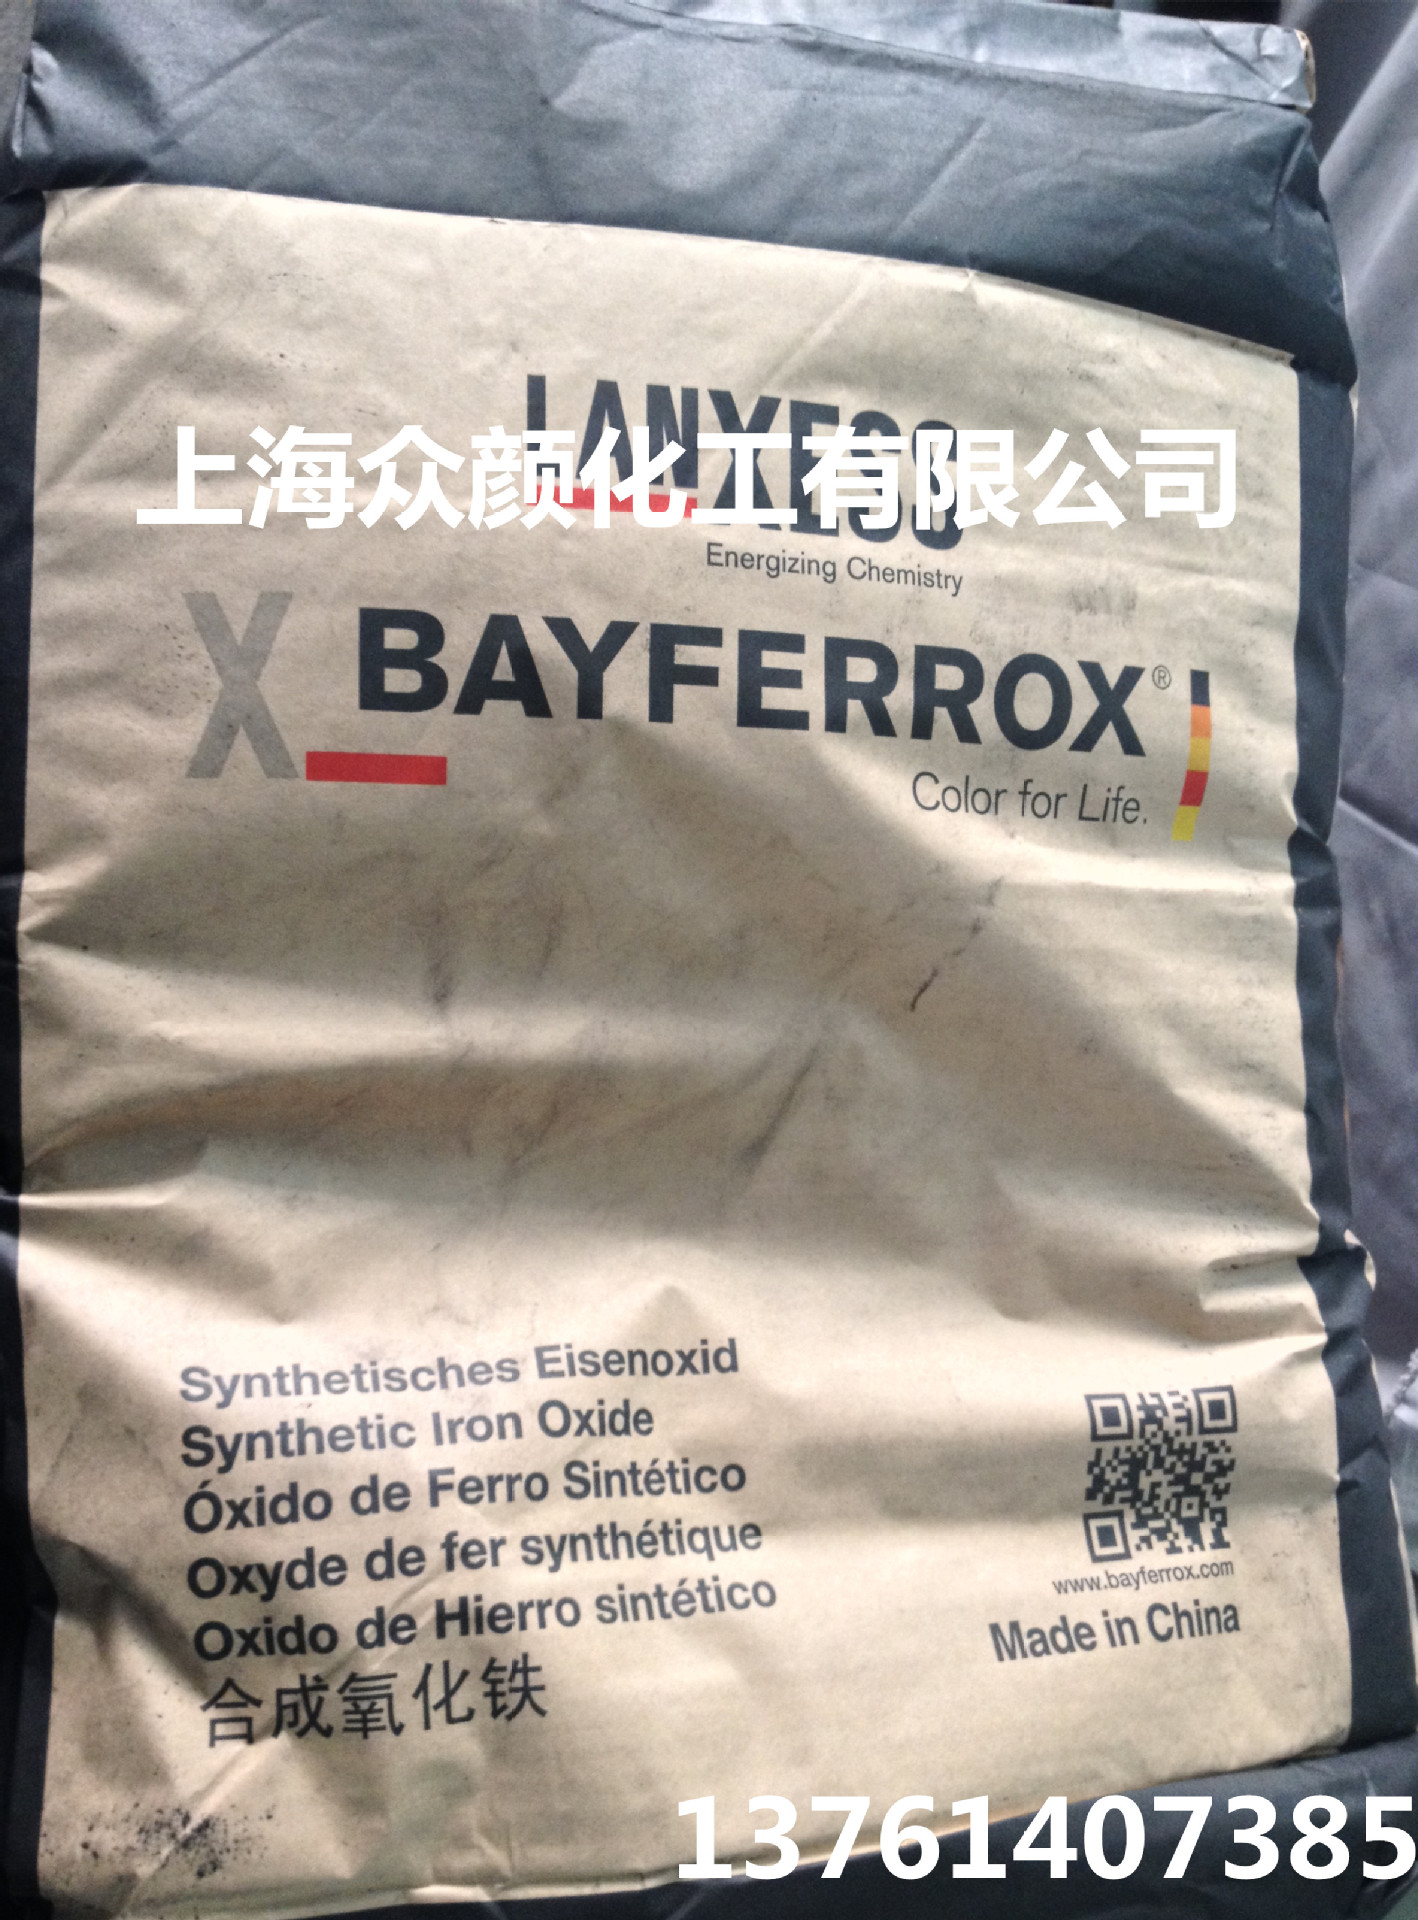 LANXESS
上海众颜化工有限公司
Energizing Chemistry
X BAYFERROX®
Color for Life.
Synthetisches Eisenoxid
Synthetic Iron Oxide
Óxido de Ferro Sintético
Oxyde de fer synthétique
Oxido de Hierro sintético
合成氧化铁
www.bayferrox.com
Made in China
13761407385